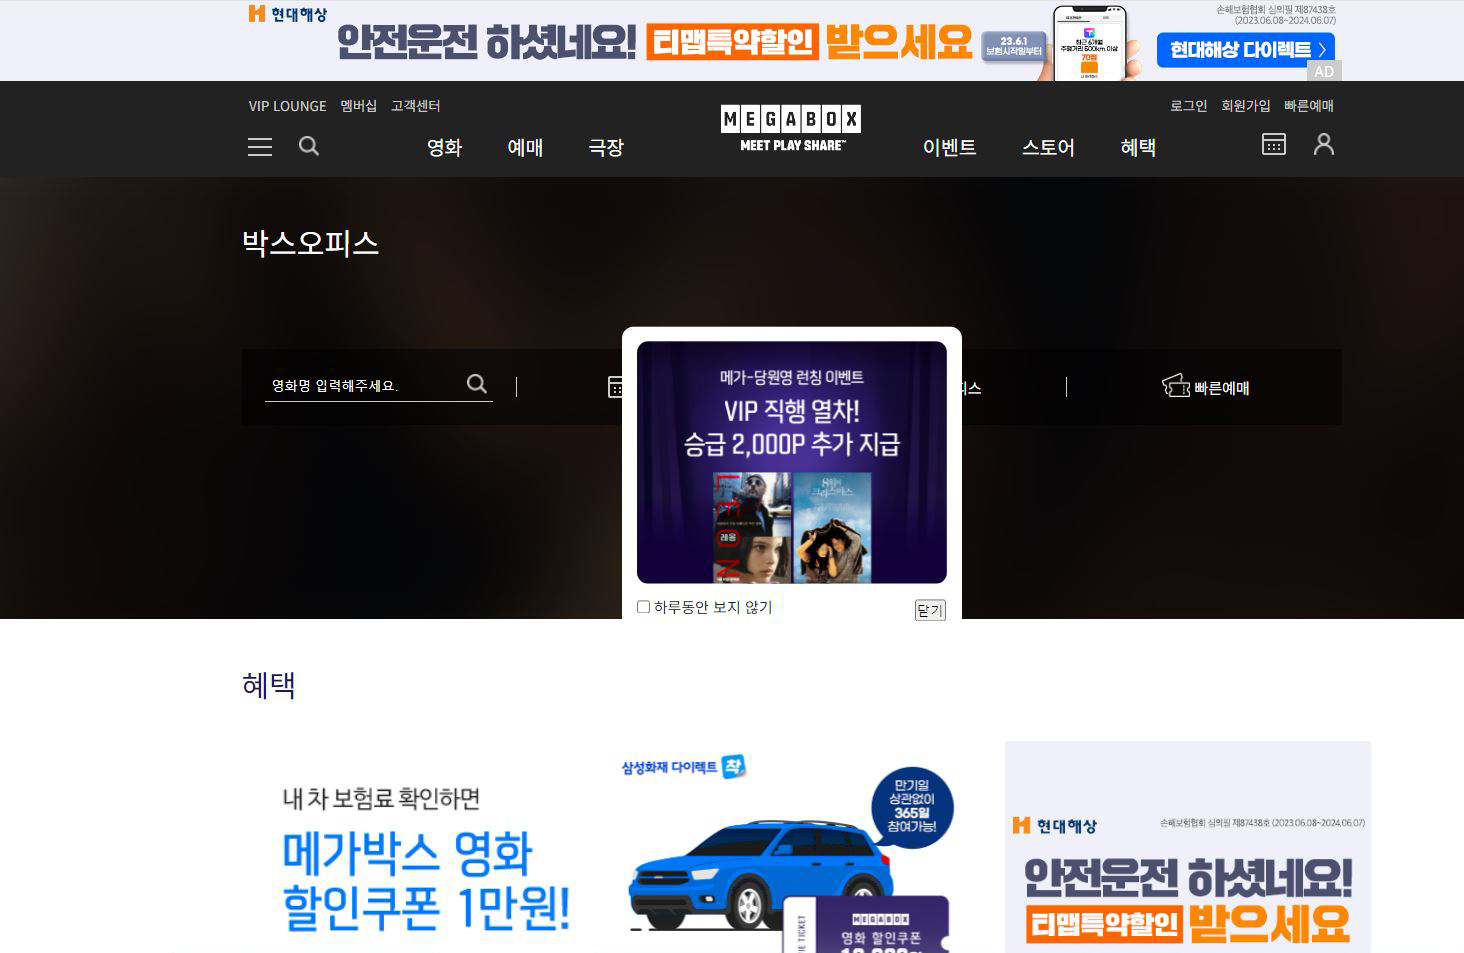 현대해상
안전운전 하셨네요! 티맵특약할인 받으세요
23.6.1
보험시작일부터
최근 6개월
주행거리 500km 이상
70점
손해보험협회 심의필 제87438호
(2023.06.08~2024.06.07)
현대해상 다이렉트
AD
VIP LOUNGE 멤버십 고객센터
로그인 회원가입 빠른예매
MEGABOX
MEET PLAY SHARE™
영화 예매 극장
이벤트 스토어 혜택
박스오피스
영화명 입력해주세요.
피스
빠른예매
메가-당원영 런칭 이벤트
VIP 직행 열차!
승급 2,000P 추가 지급
레옹
8월의
크리스마스
하루동안 보지 않기
닫기
혜택
내 차 보험료 확인하면
메가박스 영화
할인쿠폰 1만원!
삼성화재 다이렉트 착
만기일
상관없이
365일
참여가능!
MEGABOX
영화 할인쿠폰
현대해상
손해보험협회 심의필 제87438호 (2023.06.08~2024.06.07)
안전운전 하셨네요!
티맵특약할인 받으세요